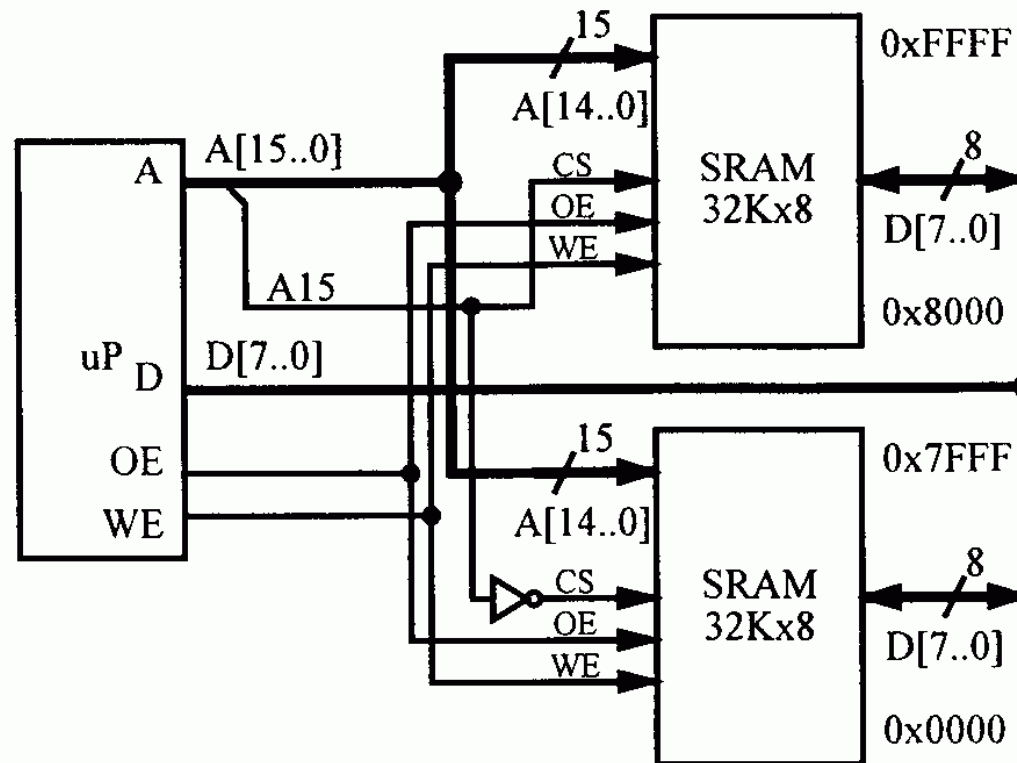 15
0xFFFF
A[14..0]
A
A[15..0]
CS
SRAM
32Kx8
8
OE
D[7..0]
WE
A15
0x8000
uP
D
D[7..0]
15
0x7FFF
OE
A[14..0]
WE
CS
SRAM
32Kx8
8
OE
D[7..0]
WE
0x0000